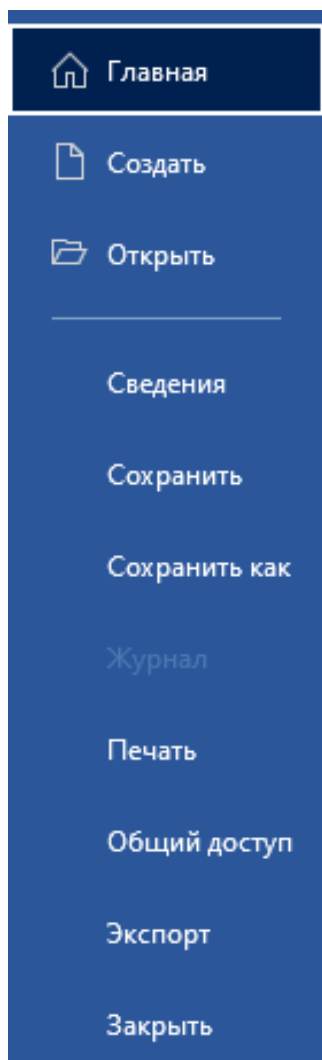 Главная
Создать
Открыть
Сведения
Сохранить
Сохранить как
Журнал
Печать
Общий доступ
Экспорт
Закрыть